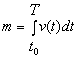 m = ∫_{t₀}^{T} v(t)dt